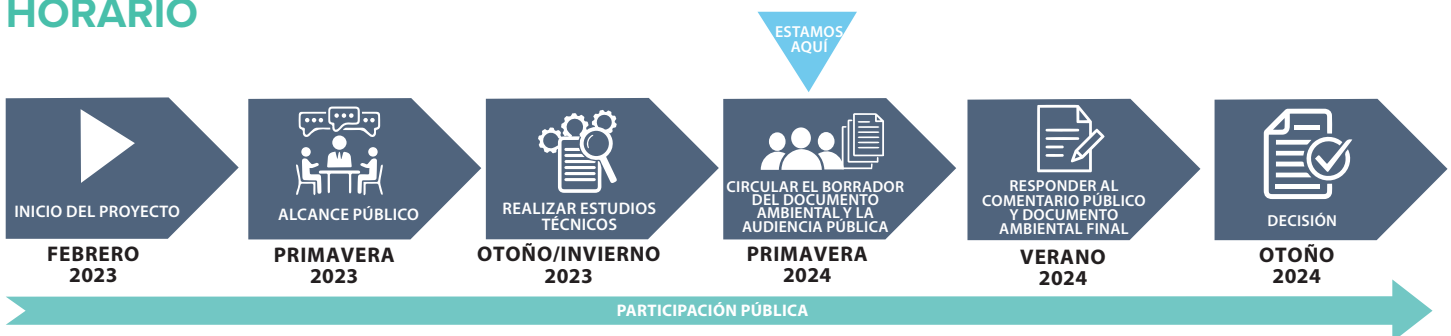 HORARIO
ESTAMOS
AQUÍ
INICIO DEL PROYECTO
FEBRERO
2023
ALCANCE PÚBLICO
PRIMAVERA
2023
REALIZAR ESTUDIOS
TÉCNICOS
OTOÑO/INVIERNO
2023
CIRCULAR EL BORRADOR
DEL DOCUMENTO
AMBIENTAL Y LA
AUDIENCIA PÚBLICA
PRIMAVERA
2024
RESPONDER AL
COMENTARIO PÚBLICO
Y DOCUMENTO
AMBIENTAL FINAL
VERANO
2024
DECISIÓN
OTOÑO
2024
PARTICIPACIÓN PÚBLICA